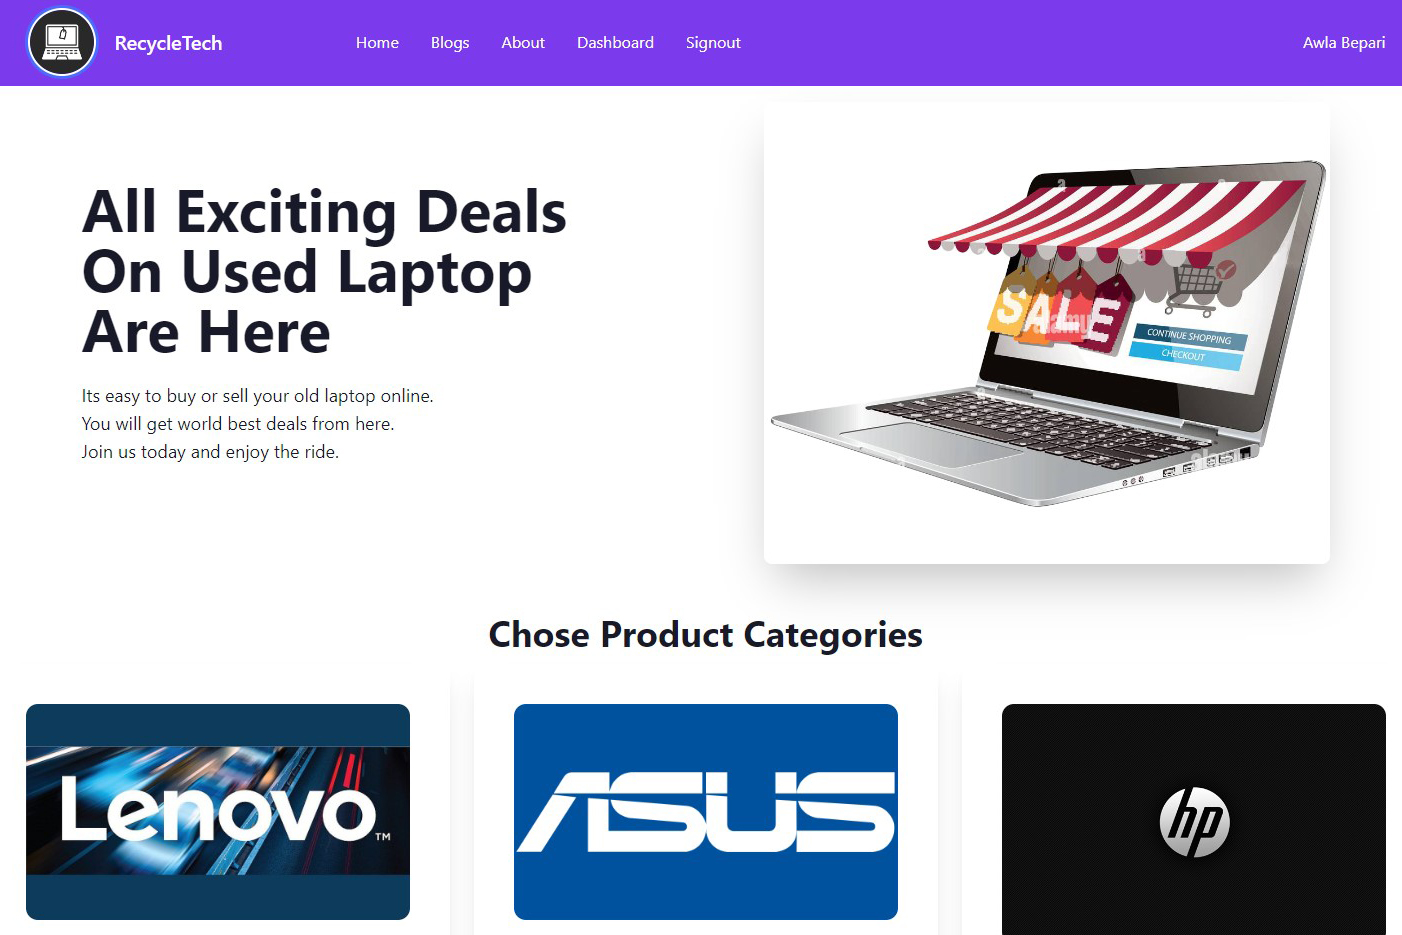 RecycleTech
Home
Blogs
About
Dashboard
Signout
Awla Bepari
All Exciting Deals
On Used Laptop
Are Here
Its easy to buy or sell your old laptop online.
You will get world best deals from here.
Join us today and enjoy the ride.
SALE
alamy
CONTINUE SHOPPING
CHECKOUT
Chose Product Categories
Lenovo™
ASUS
hp